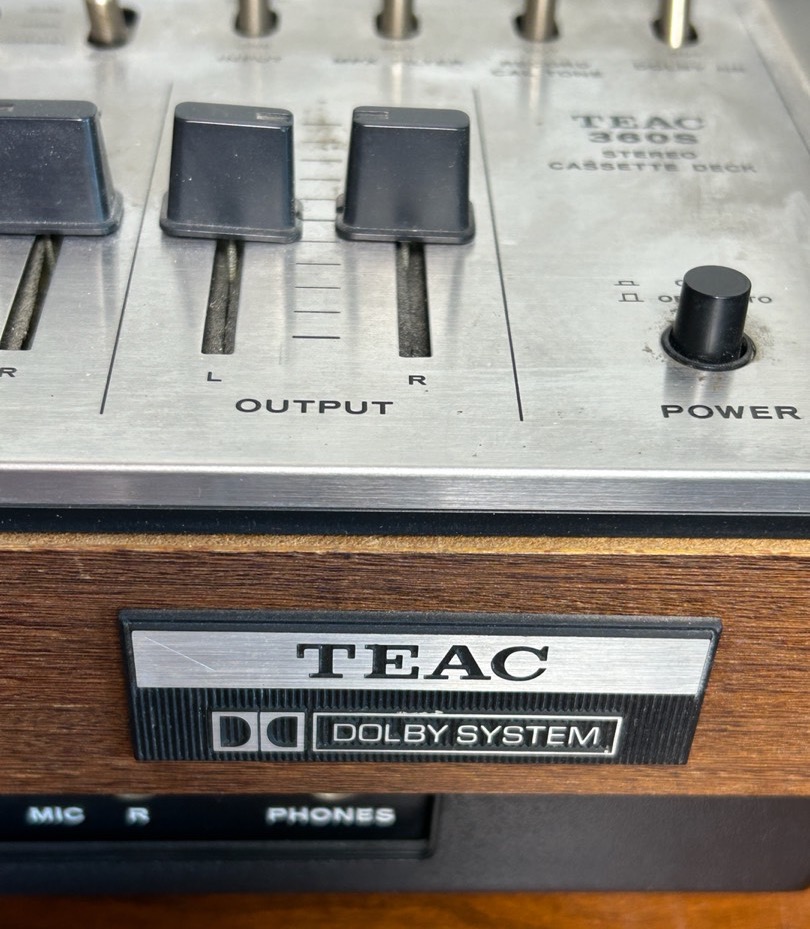 INPUT
TEAC
360S
STEREO
CASSETTE DECK
L
R
R
OUTPUT
POWER
TEAC
DOLBY SYSTEM
MIC R PHONES